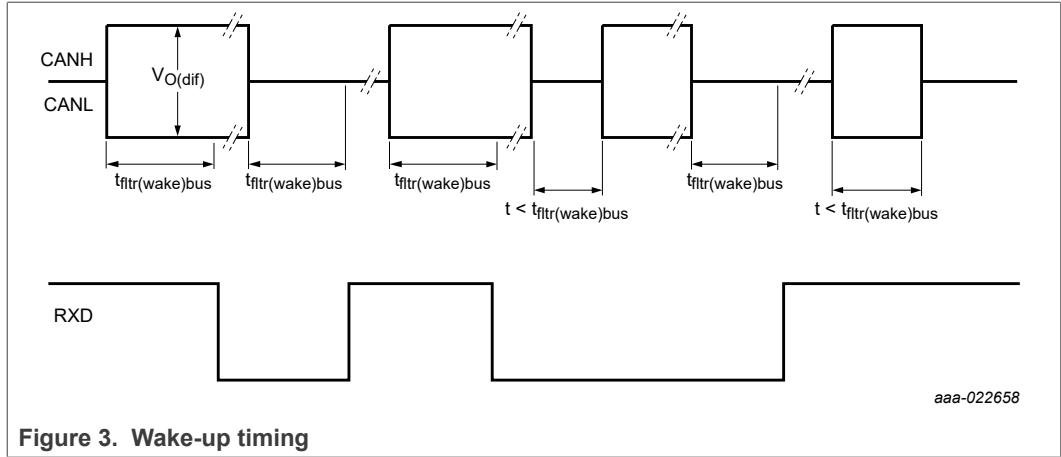 CANH
CANL
VO(dif)
tfltr(wake)bus
tfltr(wake)bus
tfltr(wake)bus
t < tfltr(wake)bus
tfltr(wake)bus
t < tfltr(wake)bus
RXD
aaa-022658
Figure 3. Wake-up timing